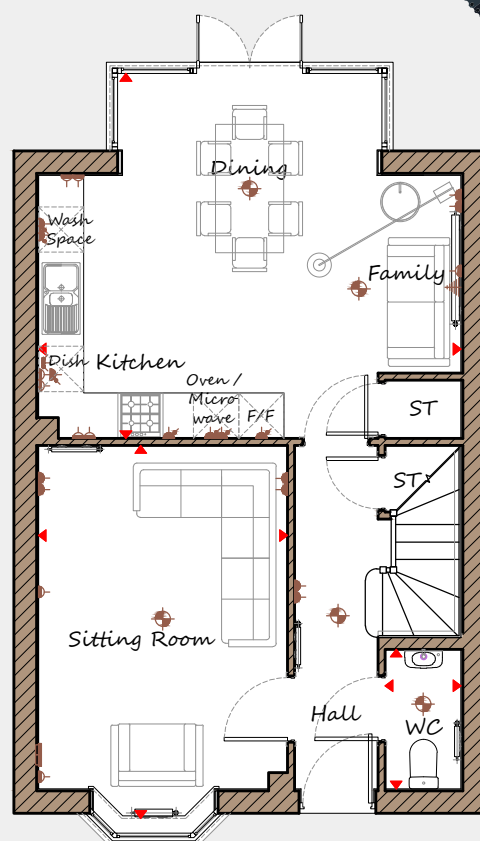 Dining
Wash
Space
Family
Dish
Kitchen
Oven /
Micro-
wave
F/F
ST
ST
Sitting Room
Hall
WC